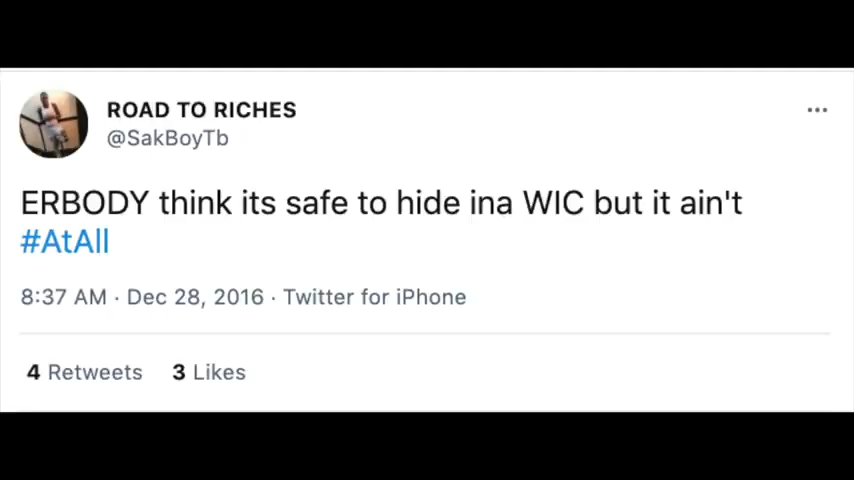 ROAD TO RICHES
@SakBoyTb
ERBODY think its safe to hide ina WIC but it ain't
#AtAll
8:37 AM · Dec 28, 2016 · Twitter for iPhone
4 Retweets 3 Likes